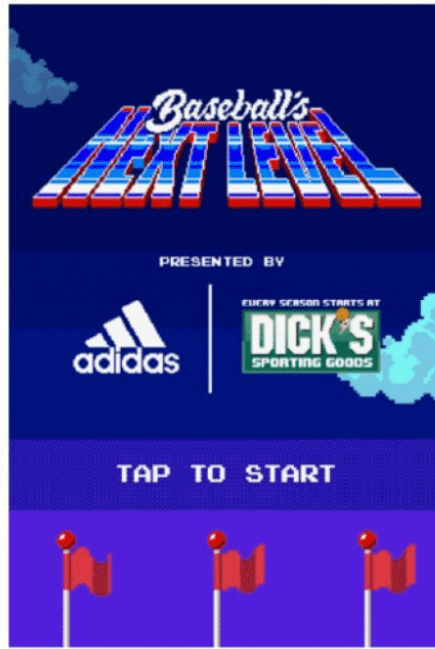 Baseball's
NEXT LEVEL
PRESENTED BY
adidas
EVERY SEASON STARTS AT
DICK'S
SPORTING GOODS
TAP TO START